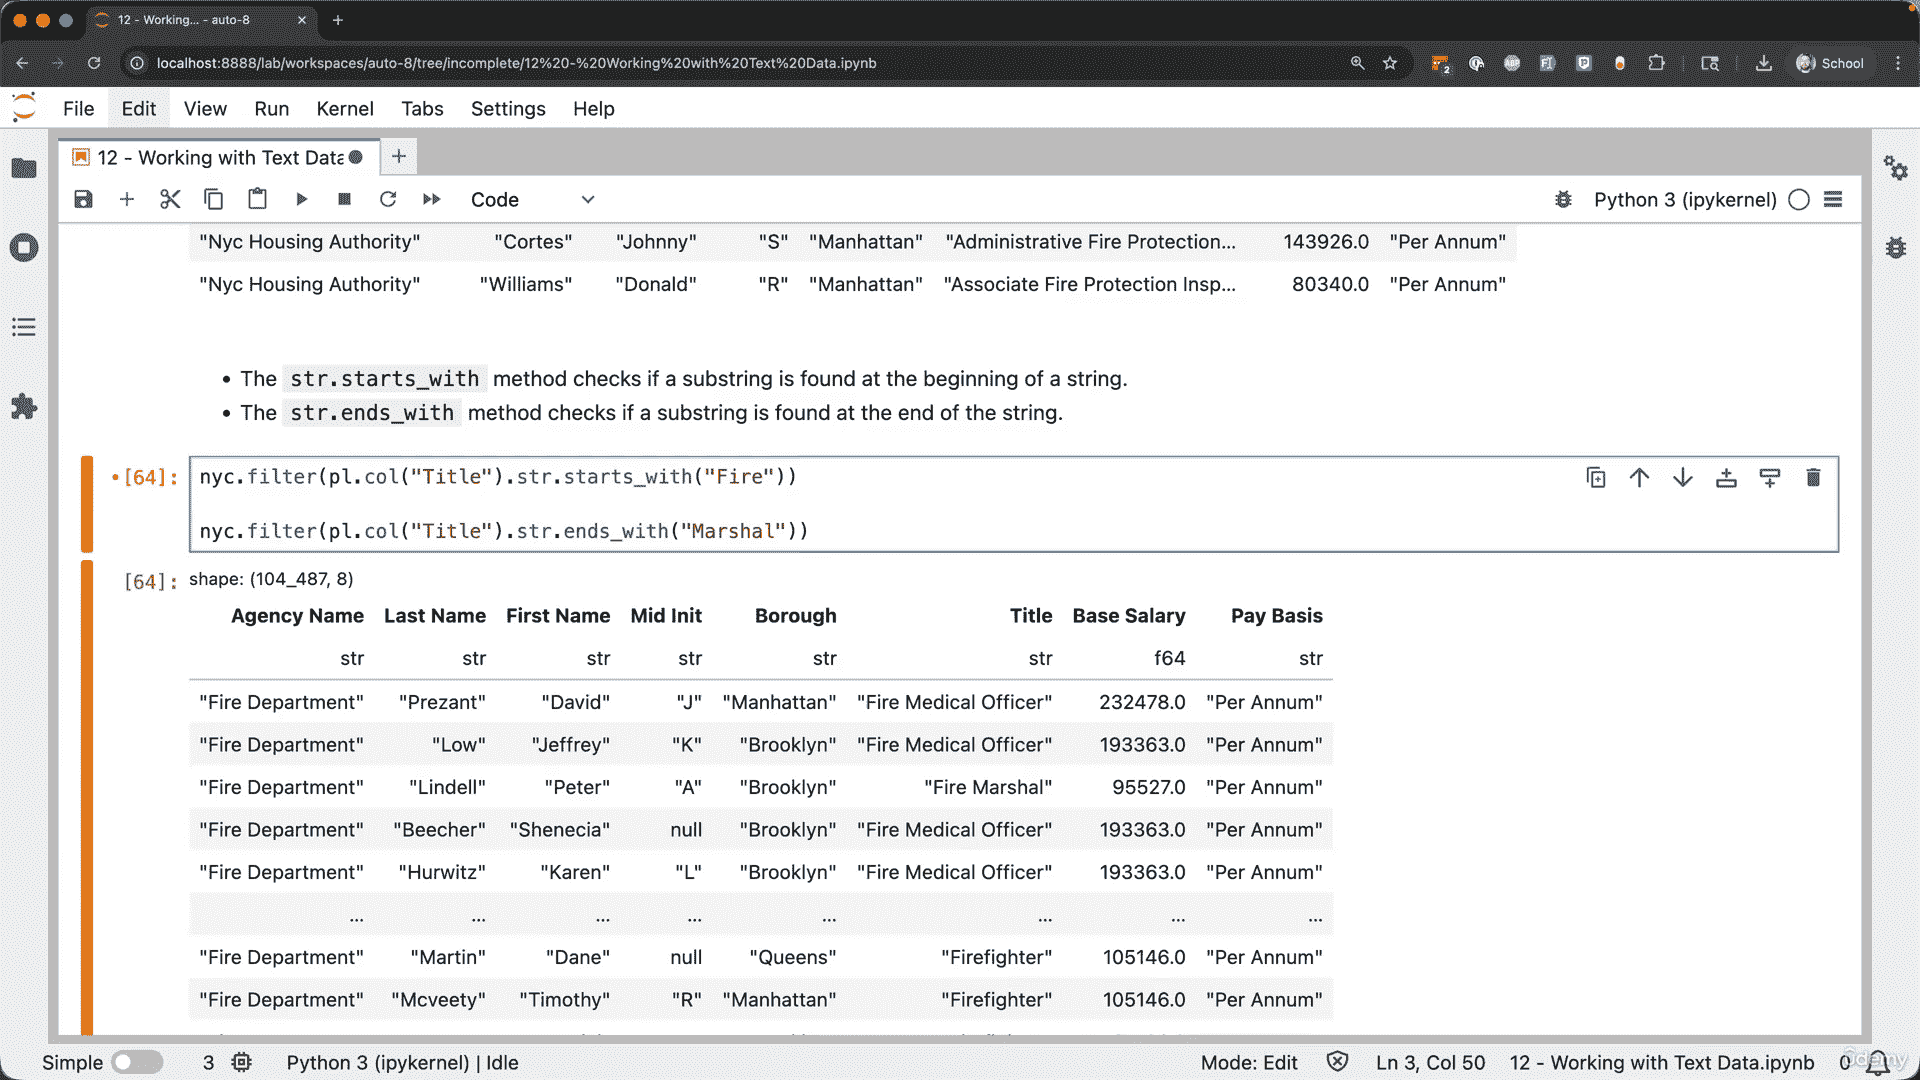 12 - Working... - auto-8
localhost:8888/lab/workspaces/auto-8/tree/incomplete/12%20-%20Working%20with%20Text%20Data.ipynb
2
ABP
School
File Edit View Run Kernel Tabs Settings Help
12 - Working with Text Data
Code
Python 3 (ipykernel)
"Nyc Housing Authority" "Cortes" "Johnny" "S" "Manhattan" "Administrative Fire Protection... 143926.0 "Per Annum"
"Nyc Housing Authority" "Williams" "Donald" "R" "Manhattan" "Associate Fire Protection Insp... 80340.0 "Per Annum"
• The str.starts_with method checks if a substring is found at the beginning of a string.
• The str.ends_with method checks if a substring is found at the end of the string.
[64]: nyc.filter(pl.col("Title").str.starts_with("Fire"))
nyc.filter(pl.col("Title").str.ends_with("Marshal"))
[64]: shape: (104_487, 8)
Agency Name Last Name First Name Mid Init Borough Title Base Salary Pay Basis
str str str str str str f64 str
"Fire Department" "Prezant" "David" "J" "Manhattan" "Fire Medical Officer" 232478.0 "Per Annum"
"Fire Department" "Low" "Jeffrey" "K" "Brooklyn" "Fire Medical Officer" 193363.0 "Per Annum"
"Fire Department" "Lindell" "Peter" "A" "Brooklyn" "Fire Marshal" 95527.0 "Per Annum"
"Fire Department" "Beecher" "Shenecia" null "Brooklyn" "Fire Medical Officer" 193363.0 "Per Annum"
"Fire Department" "Hurwitz" "Karen" "L" "Brooklyn" "Fire Medical Officer" 193363.0 "Per Annum"
... ... ... ... ... ... ... ...
"Fire Department" "Martin" "Dane" null "Queens" "Firefighter" 105146.0 "Per Annum"
"Fire Department" "Mcveety" "Timothy" "R" "Manhattan" "Firefighter" 105146.0 "Per Annum"
Simple 3 Python 3 (ipykernel) | Idle Mode: Edit Ln 3, Col 50 12 - Working with Text Data.ipynb 0
udemy